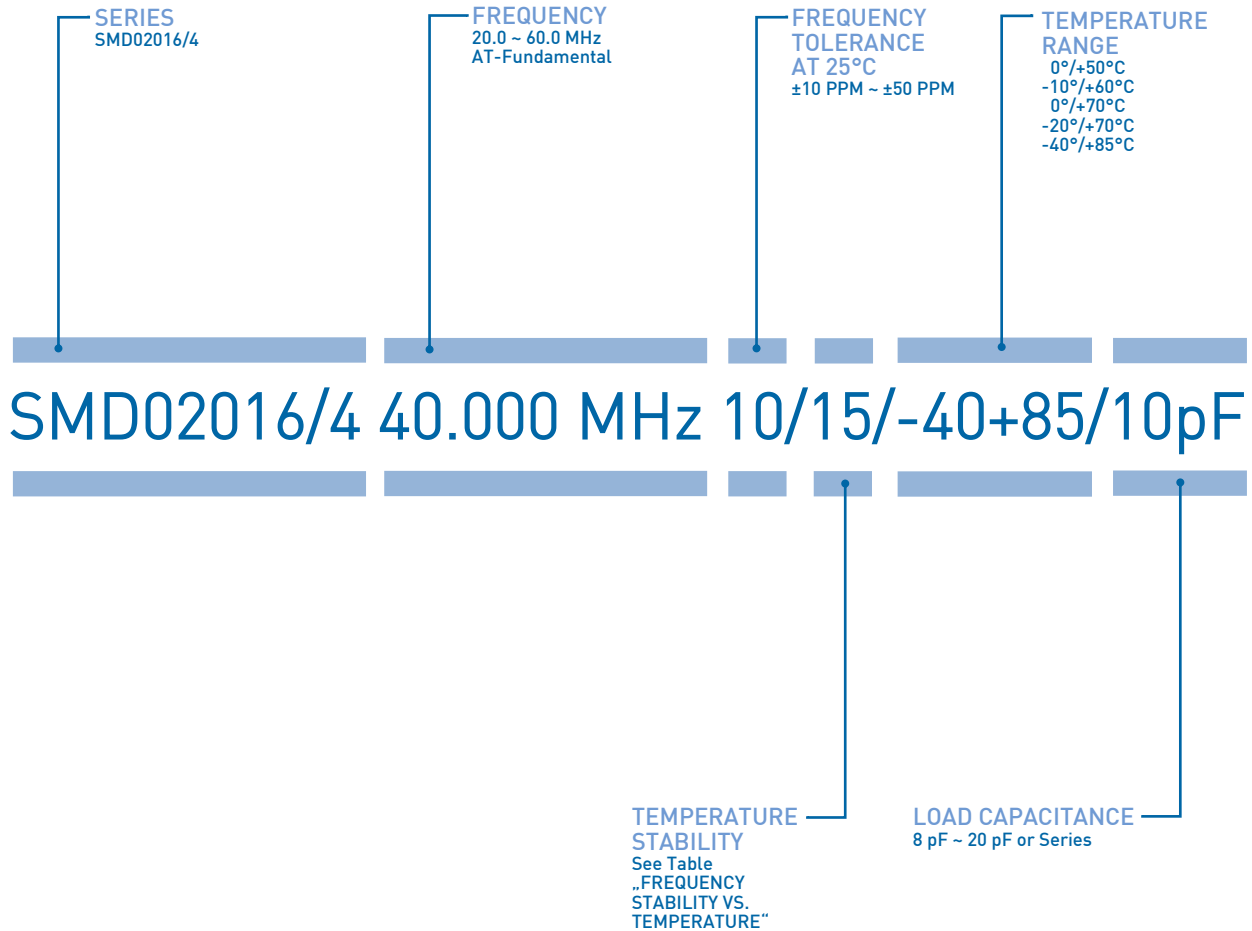 SERIES
SMD02016/4
FREQUENCY
20.0 ~ 60.0 MHz
AT-Fundamental
FREQUENCY
TOLERANCE
AT 25°C
±10 PPM ~ ±50 PPM
TEMPERATURE
RANGE
0°/+50°C
-10°/+60°C
0°/+70°C
-20°/+70°C
-40°/+85°C
SMD02016/4 40.000 MHz 10/15/-40+85/10pF
TEMPERATURE
STABILITY
See Table
„FREQUENCY
STABILITY VS.
TEMPERATURE“
LOAD CAPACITANCE
8 pF ~ 20 pF or Series